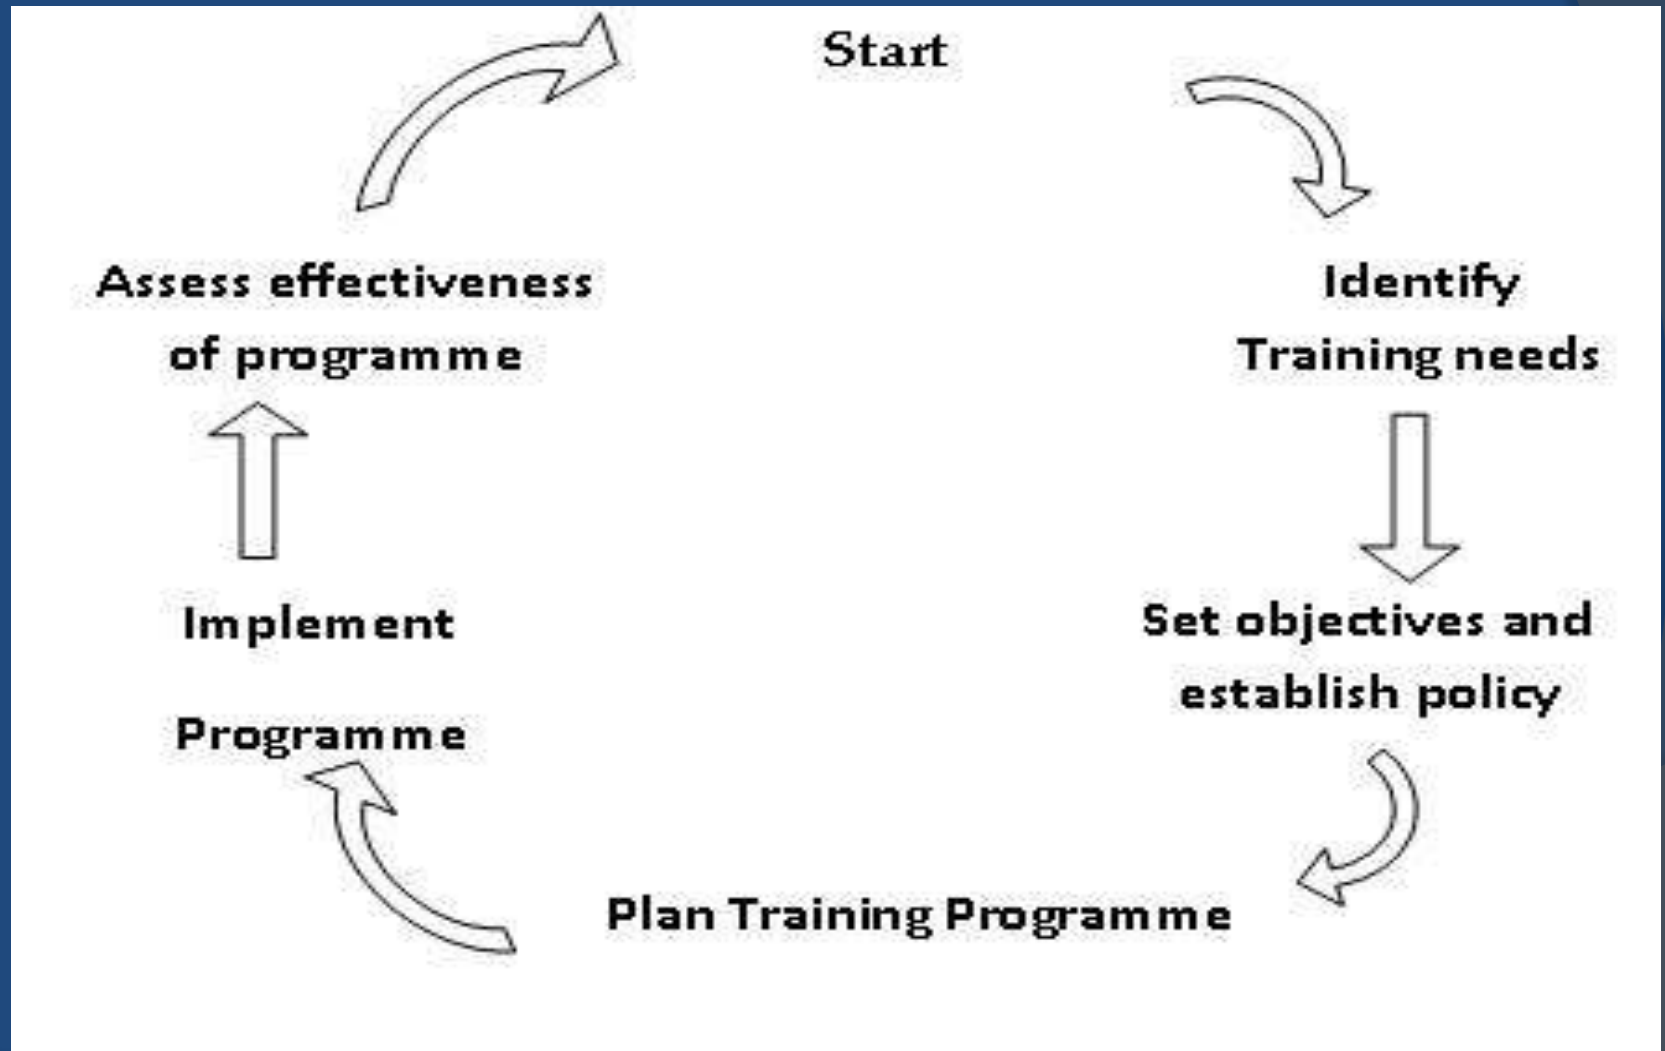 Start
Identify
Training needs
Set objectives and
establish policy
Plan Training Programme
Implement
Programme
Assess effectiveness
of programme